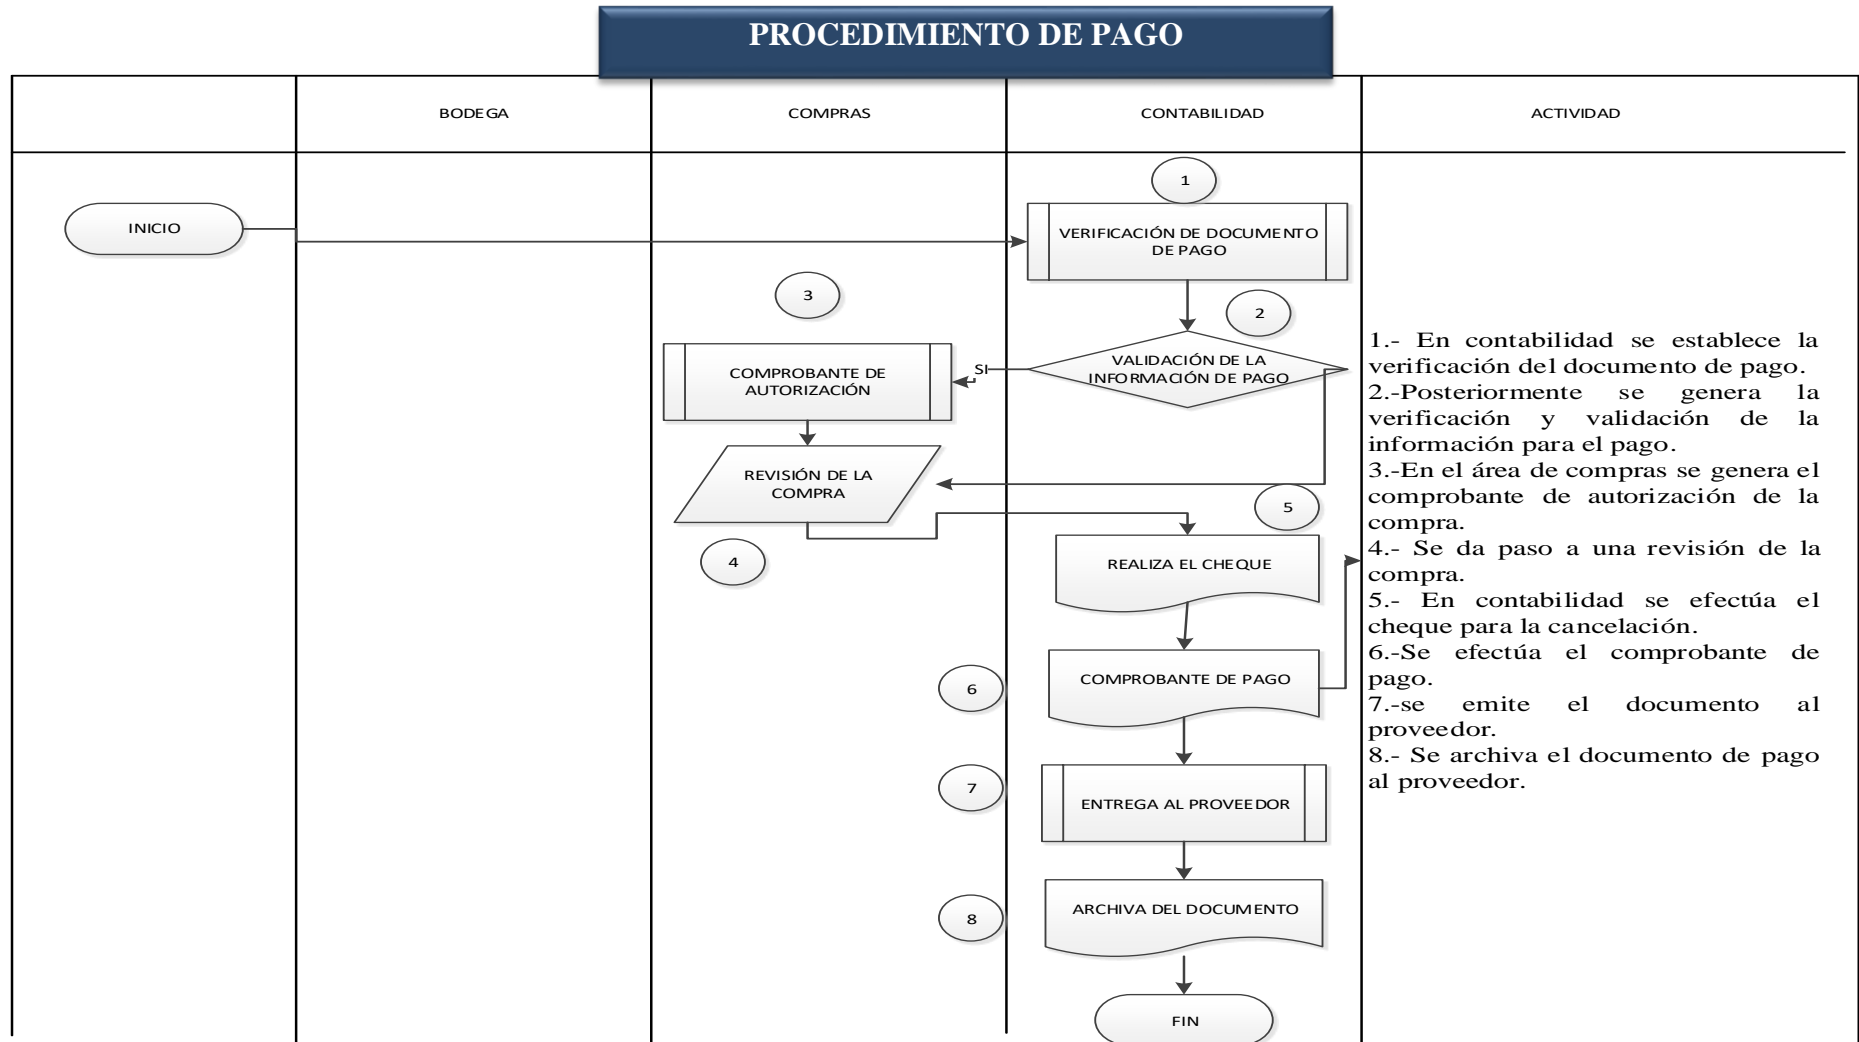 PROCEDIMIENTO DE PAGO
BODEGA
COMPRAS
CONTABILIDAD
ACTIVIDAD
INICIO
1
VERIFICACIÓN DE DOCUMENTO
DE PAGO
2
VALIDACIÓN DE LA
INFORMACIÓN DE PAGO
SI
3
COMPROBANTE DE
AUTORIZACIÓN
REVISIÓN DE LA
COMPRA
4
5
REALIZA EL CHEQUE
6
COMPROBANTE DE PAGO
7
ENTREGA AL PROVEEDOR
8
ARCHIVA DEL DOCUMENTO
FIN
1.- En contabilidad se establece la
verificación del documento de pago.
2.-Posteriormente se genera la
verificación y validación de la
información para el pago.
3.-En el área de compras se genera el
comprobante de autorización de la
compra.
4.- Se da paso a una revisión de la
compra.
5.- En contabilidad se efectúa el
cheque para la cancelación.
6.-Se efectúa el comprobante de
pago.
7.-se emite el documento al
proveedor.
8.- Se archiva el documento de pago
al proveedor.